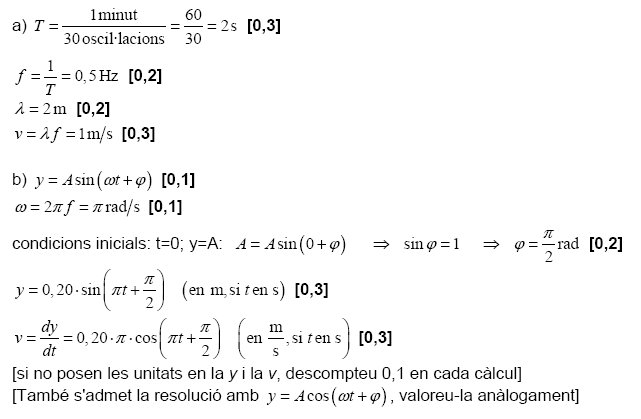 a) T = 1 minut / 30 oscil·lacions = 60/30 = 2 s [0,3]
f = 1/T = 0,5 Hz [0,2]
λ = 2 m [0,2]
v = λ f = 1 m/s [0,3]
b) y = A sin(ωt + φ) [0,1]
ω = 2π f = π rad/s [0,1]
condicions inicials: t=0; y=A: A = A sin(0 + φ) ⇒ sin φ = 1 ⇒ φ = π/2 rad [0,2]
y = 0,20·sin(πt + π/2) (en m, si t en s) [0,3]
v = dy/dt = 0,20·π·cos(πt + π/2) (en m/s, si t en s) [0,3]
[si no posen les unitats en la y i la v, descompteu 0,1 en cada càlcul]
[També s'admet la resolució amb y = A cos(ωt + φ), valoreu-la anàlogament]